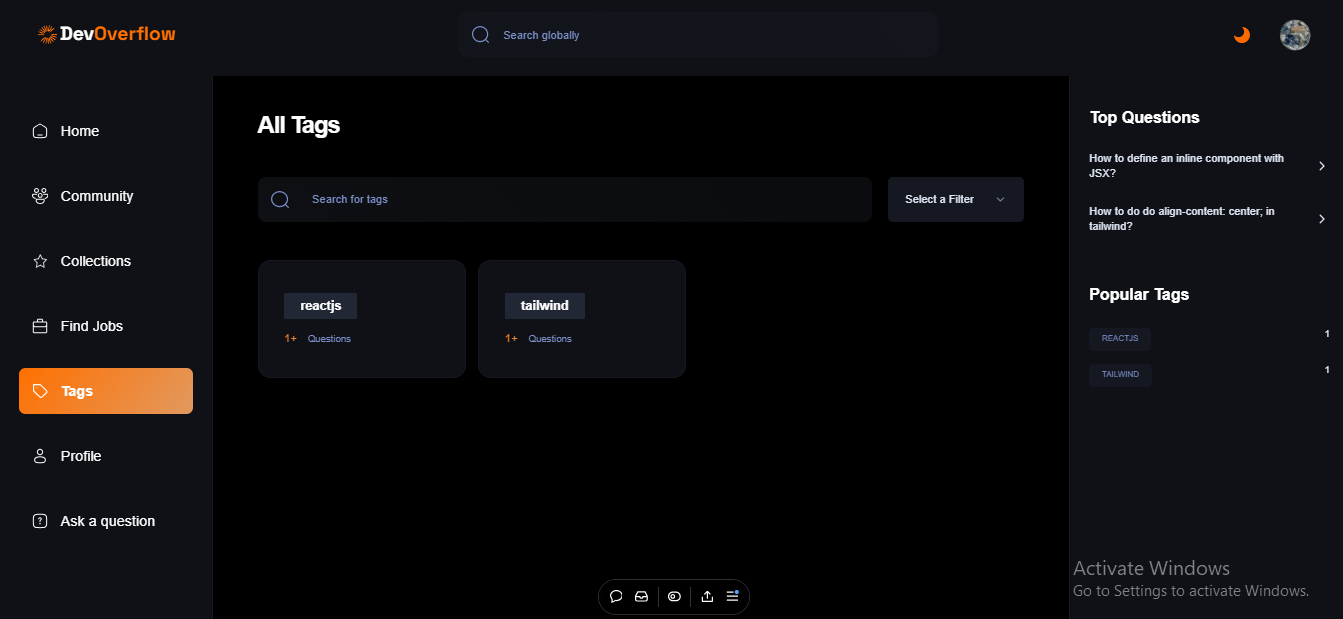 DevOverflow
Search globally
Home
Community
Collections
Find Jobs
Tags
Profile
Ask a question
All Tags
Search for tags
Select a Filter
reactjs
1+ Questions
tailwind
1+ Questions
Top Questions
How to define an inline component with
JSX?
How to do do align-content: center; in
tailwind?
Popular Tags
REACTJS 1
TAILWIND 1
Activate Windows
Go to Settings to activate Windows.